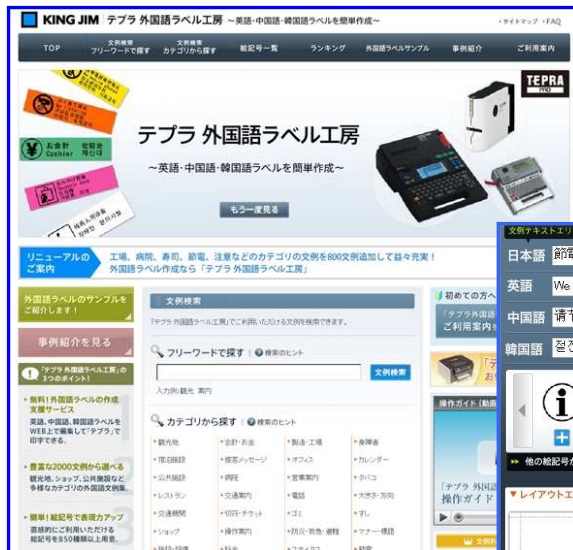 KING JIM テプラ 外国語ラベル工房 ～英語・中国語・韓国語ラベルを簡単作成～
サイトマップ FAQ
TOP
文例検索
フリーワードで探す
文例検索
カテゴリから探す
絵記号一覧
ランキング
外国語ラベルサンプル
事例紹介
ご利用案内
TEPRA
PRO
お会計
Cashier
テプラ 外国語ラベル工房
～英語・中国語・韓国語ラベルを簡単作成～
もう一度見る
リニューアルの
ご案内
工場、病院、寿司、節電、注意などのカテゴリの文例を800文例追加して益々充実！
外国語ラベル作成なら「テプラ 外国語ラベル工房」
外国語ラベルのサンプルを
ご紹介します！
事例紹介を見る
「テプラ 外国語ラベル工房」の
3つのポイント！
無料！外国語ラベルの作成
支援サービス
英語、中国語、韓国語ラベルを
WEB上で編集して「テプラ」で
印字できる。
豊富な2000文例から選べる
観光地、ショップ、公共施設など
多様なカテゴリの外国語文例集。
簡単！絵記号で表現力アップ
直感的にご利用いただける
絵記号を850種類以上用意。
文例検索
「テプラ 外国語ラベル工房」でご利用いただける文例を検索できます。
フリーワードで探す 検索のヒント
文例検索
入力例:観光 案内
カテゴリから探す 検索のヒント
観光地
会計・お金
製造・工場
身障者
宿泊施設
接客メッセージ
オフィス
カレンダー
公共施設
病院
営業案内
タバコ
レストラン
交通案内
電話
大きさ・方向
交通機関
切符・チケット
ゴミ
すし
ショップ
操作案内
防災・救急・避難
マナー・標語
料金
初めての方へ
「テプラ 外国語
ご利用案内
操作ガイド（動画
「テプラ 外国語
操作ガイド
文例テキストエリ
日本語 節電
英語 We
中国語 请节
韓国語 절전
他の絵記号
レイアウトエ